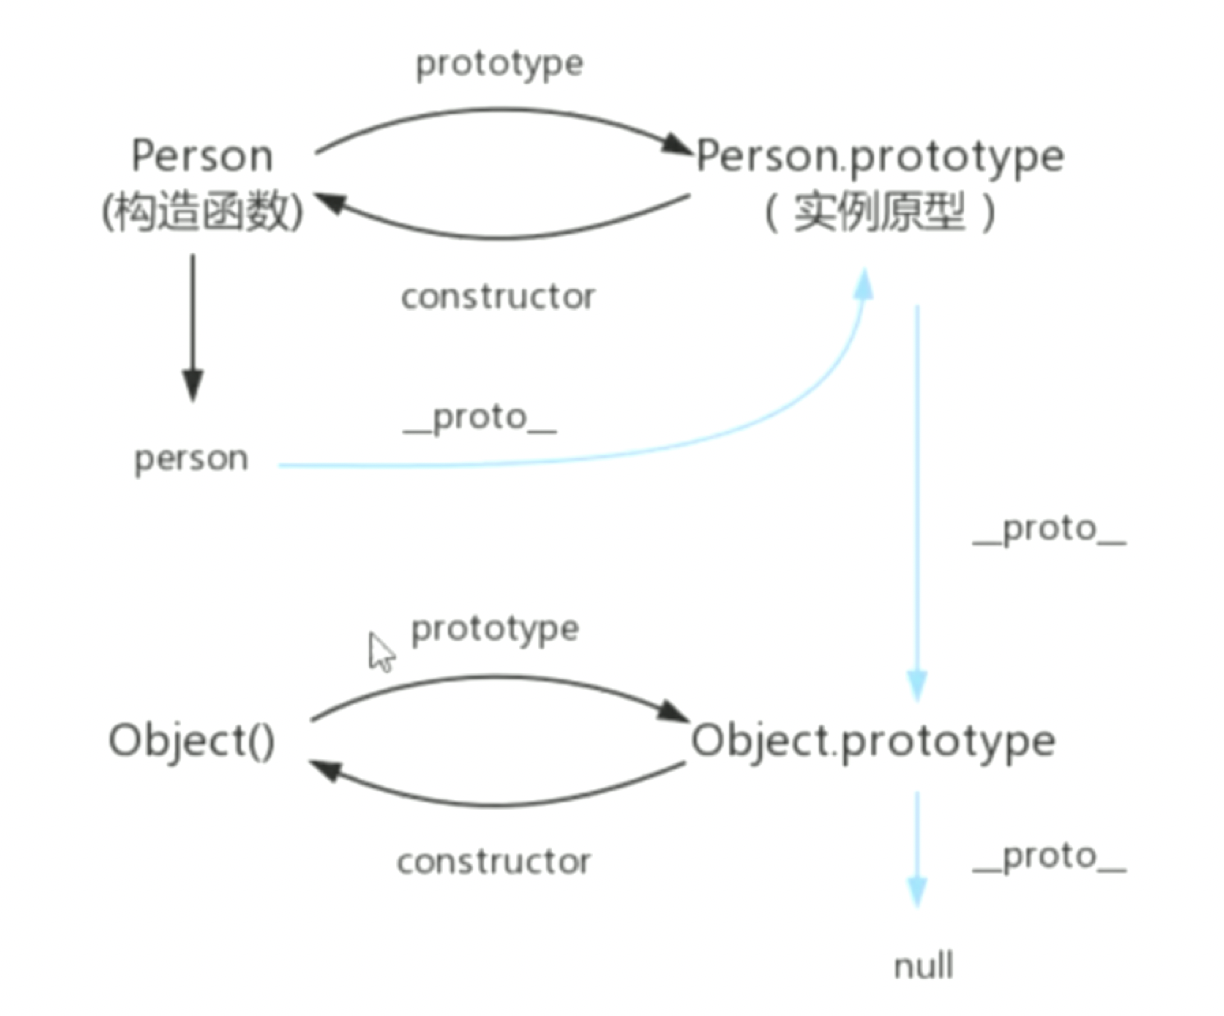 prototype
Person
Person.prototype
(构造函数)
( 实例原型 )
constructor
__proto__
person
__proto__
prototype
Object()
Object.prototype
constructor
__proto__
null